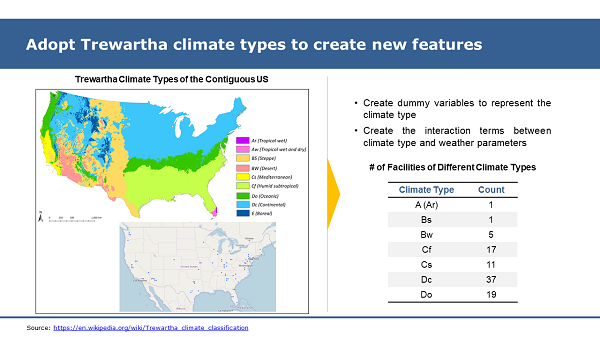 Adopt Trewartha climate types to create new features
Trewartha Climate Types of the Contiguous US
Ar (Tropical wet)
Aw (Tropical wet and dry)
BS (Steppe)
BW (Desert)
Cs (Mediterranean)
Cf (Humid subtropical)
Do (Oceanic)
Dc (Continental)
E (Boreal)
• Create dummy variables to represent the
climate type
• Create the interaction terms between
climate type and weather parameters
# of Facilities of Different Climate Types
Climate Type Count
A (Ar) 1
Bs 1
Bw 5
Cf 17
Cs 11
Dc 37
Do 19
Source: https://en.wikipedia.org/wiki/Trewartha_climate_classification